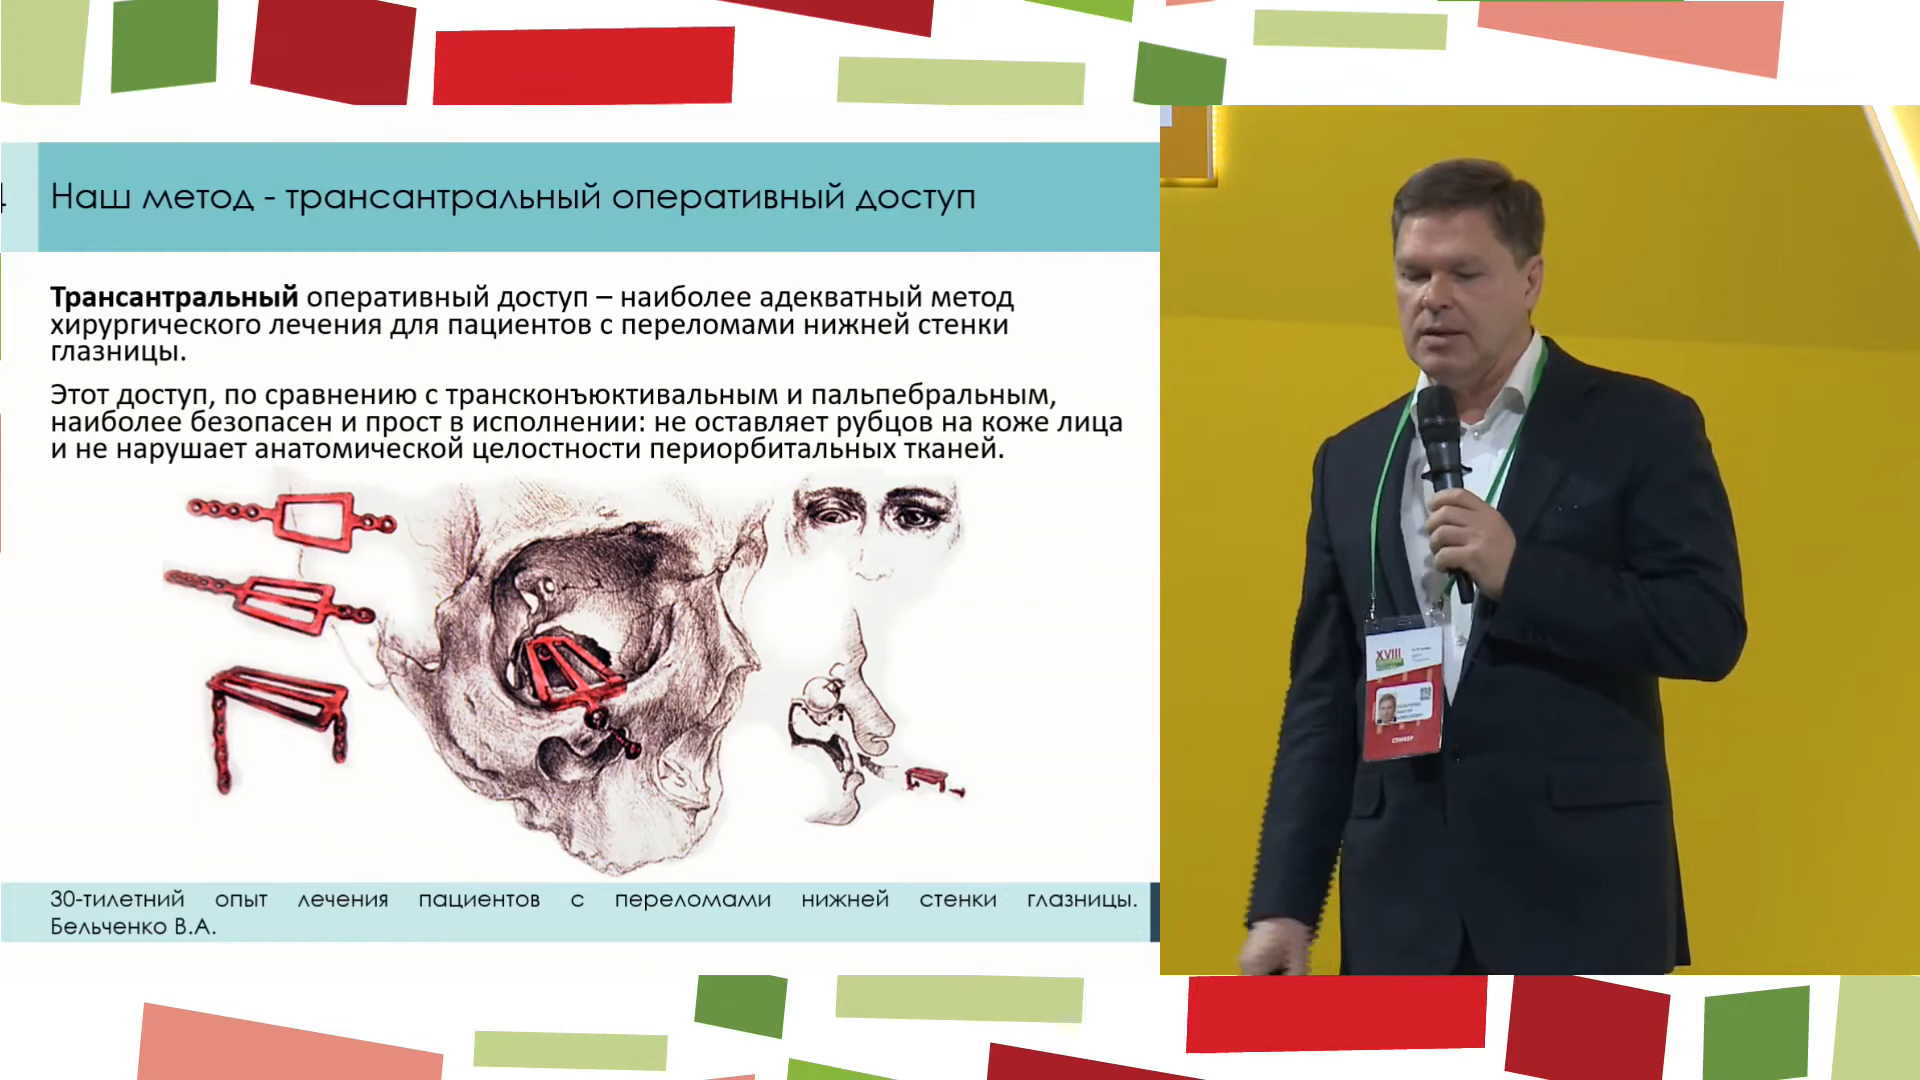 4
Наш метод - трансантральный оперативный доступ
Трансантральный оперативный доступ – наиболее адекватный метод
хирургического лечения для пациентов с переломами нижней стенки
глазницы.
Этот доступ, по сравнению с трансконъюктивальным и пальпебральным,
наиболее безопасен и прост в исполнении: не оставляет рубцов на коже лица
и не нарушает анатомической целостности периорбитальных тканей.
30-тилетний опыт лечения пациентов с переломами нижней стенки глазницы.
Бельченко В.А.
XVIII
СПИКЕР